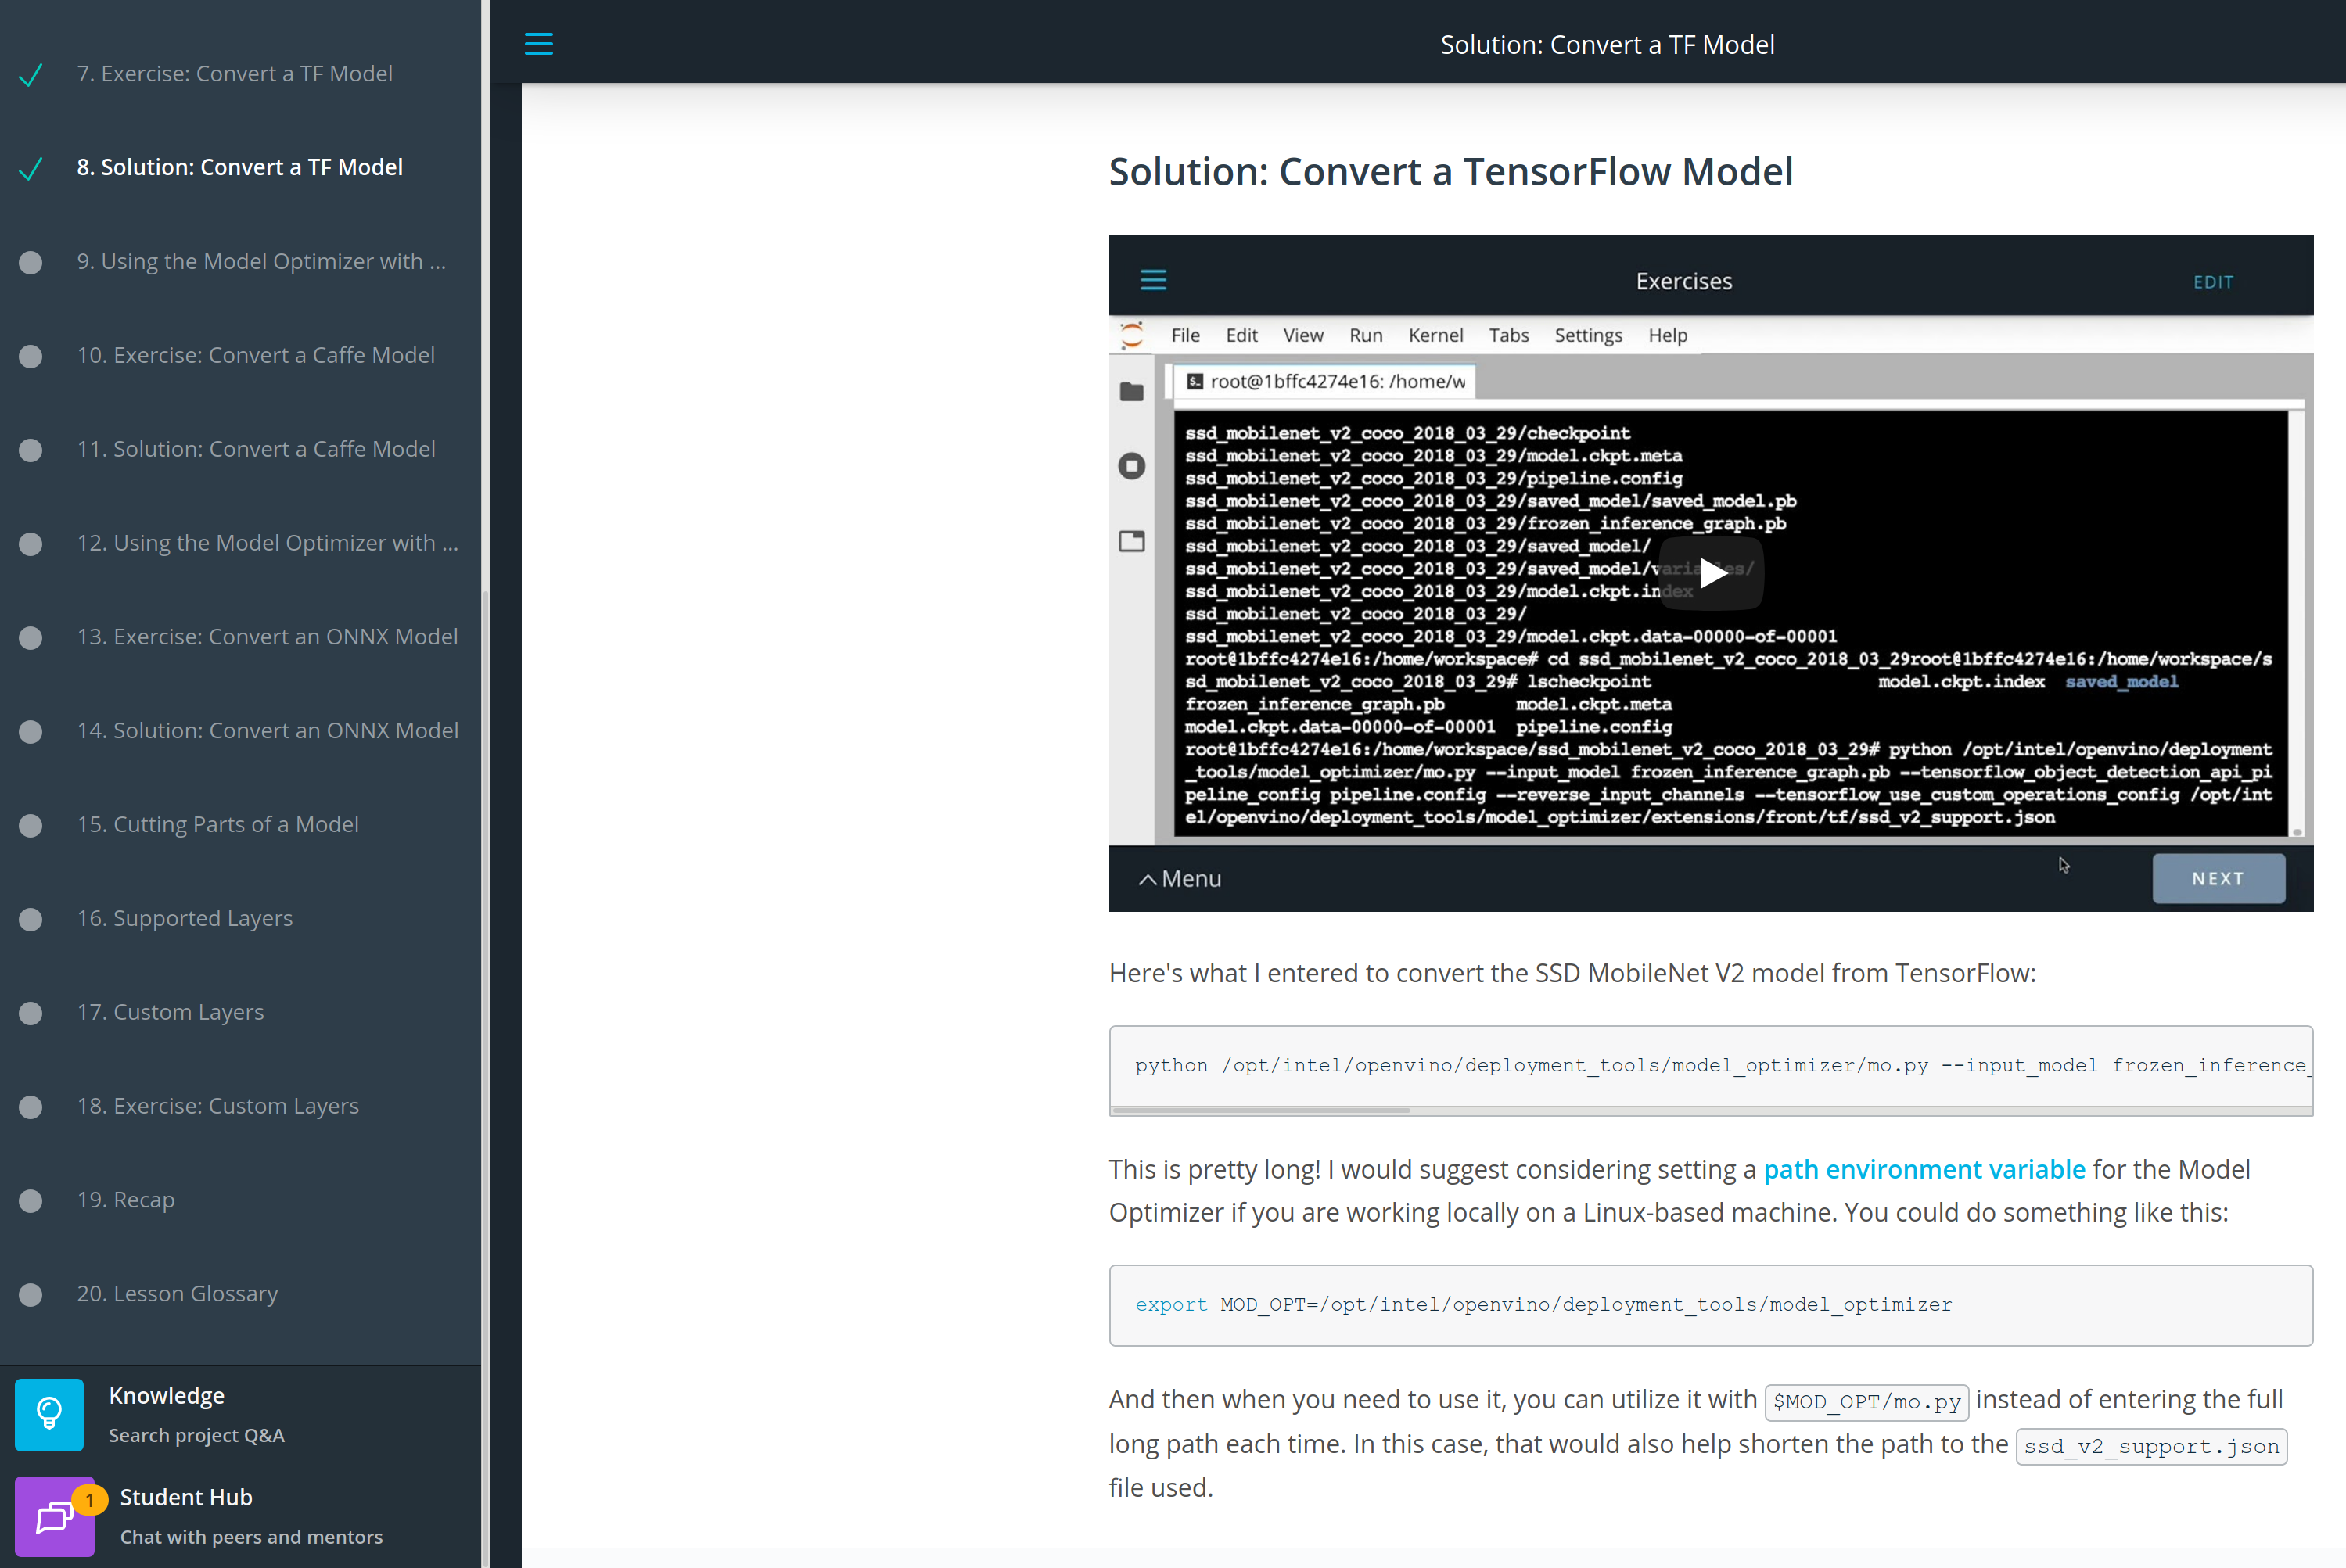 7. Exercise: Convert a TF Model
8. Solution: Convert a TF Model
9. Using the Model Optimizer with ...
10. Exercise: Convert a Caffe Model
11. Solution: Convert a Caffe Model
12. Using the Model Optimizer with ...
13. Exercise: Convert an ONNX Model
14. Solution: Convert an ONNX Model
15. Cutting Parts of a Model
16. Supported Layers
17. Custom Layers
18. Exercise: Custom Layers
19. Recap
20. Lesson Glossary
Knowledge
Search project Q&A
1
Student Hub
Chat with peers and mentors
Solution: Convert a TF Model
Solution: Convert a TensorFlow Model
Exercises
EDIT
File Edit View Run Kernel Tabs Settings Help
root@1bffc4274e16: /home/w
ssd_mobilenet_v2_coco_2018_03_29/checkpoint
ssd_mobilenet_v2_coco_2018_03_29/model.ckpt.meta
ssd_mobilenet_v2_coco_2018_03_29/pipeline.config
ssd_mobilenet_v2_coco_2018_03_29/saved_model/saved_model.pb
ssd_mobilenet_v2_coco_2018_03_29/frozen_inference_graph.pb
ssd_mobilenet_v2_coco_2018_03_29/saved_model/
ssd_mobilenet_v2_coco_2018_03_29/saved_model/variables/
ssd_mobilenet_v2_coco_2018_03_29/model.ckpt.index
ssd_mobilenet_v2_coco_2018_03_29/
ssd_mobilenet_v2_coco_2018_03_29/model.ckpt.data-00000-of-00001
root@1bffc4274e16:/home/workspace# cd ssd_mobilenet_v2_coco_2018_03_29root@1bffc4274e16:/home/workspace/s
sd_mobilenet_v2_coco_2018_03_29# lscheckpoint model.ckpt.index saved_model
frozen_inference_graph.pb model.ckpt.meta
model.ckpt.data-00000-of-00001 pipeline.config
root@1bffc4274e16:/home/workspace/ssd_mobilenet_v2_coco_2018_03_29# python /opt/intel/openvino/deployment
_tools/model_optimizer/mo.py --input_model frozen_inference_graph.pb --tensorflow_object_detection_api_pi
peline_config pipeline.config --reverse_input_channels --tensorflow_use_custom_operations_config /opt/int
el/openvino/deployment_tools/model_optimizer/extensions/front/tf/ssd_v2_support.json
Menu
NEXT
Here's what I entered to convert the SSD MobileNet V2 model from TensorFlow:
python /opt/intel/openvino/deployment_tools/model_optimizer/mo.py --input_model frozen_inference_
This is pretty long! I would suggest considering setting a path environment variable for the Model
Optimizer if you are working locally on a Linux-based machine. You could do something like this:
export MOD_OPT=/opt/intel/openvino/deployment_tools/model_optimizer
And then when you need to use it, you can utilize it with $MOD_OPT/mo.py instead of entering the full
long path each time. In this case, that would also help shorten the path to the ssd_v2_support.json
file used.